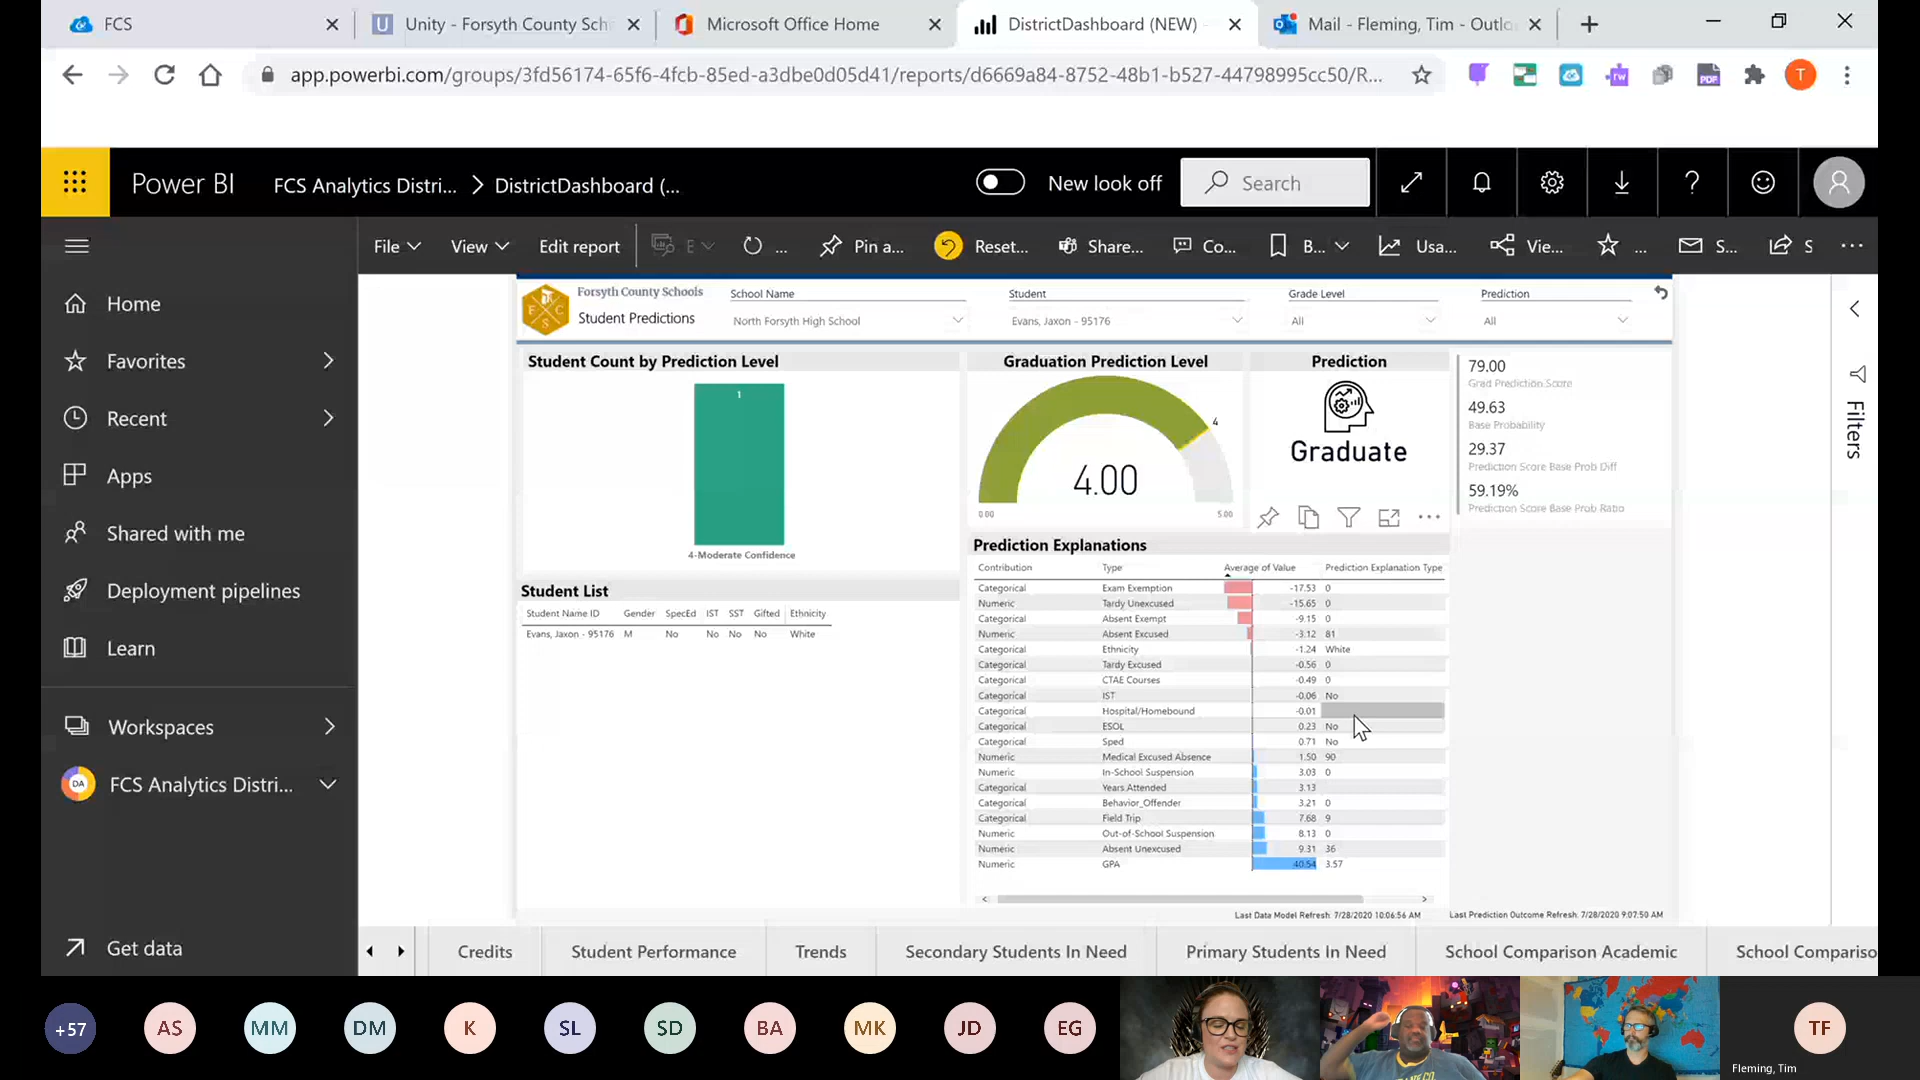 FCS
Unity - Forsyth County Sch
Microsoft Office Home
DistrictDashboard (NEW) -
Mail - Fleming, Tim - Outlo
app.powerbi.com/groups/3fd56174-65f6-4fcb-85ed-a3dbe0d05d41/reports/d6669a84-8752-48b1-b527-44798995cc50/R...
T
Power BI
FCS Analytics Distri...
DistrictDashboard (...
New look off
Search
File
View
Edit report
E
...
Pin a...
Reset...
Share...
Co...
B...
Usa...
Vie...
...
S...
S
Home
Favorites
Recent
Apps
Shared with me
Deployment pipelines
Learn
Workspaces
DA
FCS Analytics Distri...
Get data
Forsyth County Schools
Student Predictions
School Name
North Forsyth High School
Student
Evans, Jaxon - 95176
Grade Level
All
Prediction
All
Filters
Student Count by Prediction Level
1
4-Moderate Confidence
Graduation Prediction Level
4
4.00
0.00
5.00
Prediction
Graduate
79.00
Grad Prediction Score
49.63
Base Probability
29.37
Prediction Score Base Prob Diff
59.19%
Prediction Score Base Prob Ratio
Student List
Student Name ID Gender SpecEd IST SST Gifted Ethnicity
Evans, Jaxon - 95176 M No No No No White
Prediction Explanations
Contribution Type Average of Value Prediction Explanation Type
Categorical Exam Exemption -17.53 0
Numeric Tardy Unexcused -15.65 0
Categorical Absent Exempt -9.15 0
Numeric Absent Excused -3.12 81
Categorical Ethnicity -1.24 White
Categorical Tardy Excused -0.56 0
Categorical CTAE Courses -0.49 0
Categorical IST -0.06 No
Categorical Hospital/Homebound -0.01
Categorical ESOL 0.23 No
Categorical Sped 0.71 No
Numeric Medical Excused Absence 1.50 90
Numeric In-School Suspension 3.03 0
Categorical Years Attended 3.13
Categorical Behavior_Offender 3.21 0
Categorical Field Trip 7.68 9
Numeric Out-of-School Suspension 8.13 0
Numeric Absent Unexcused 9.31 36
Numeric GPA 40.54 3.57
Last Data Model Refresh: 7/28/2020 10:06:56 AM
Last Prediction Outcome Refresh: 7/28/2020 9:07:50 AM
Credits
Student Performance
Trends
Secondary Students In Need
Primary Students In Need
School Comparison Academic
School Compariso
+57
AS
MM
DM
K
SL
SD
BA
MK
JD
EG
TF
Fleming, Tim